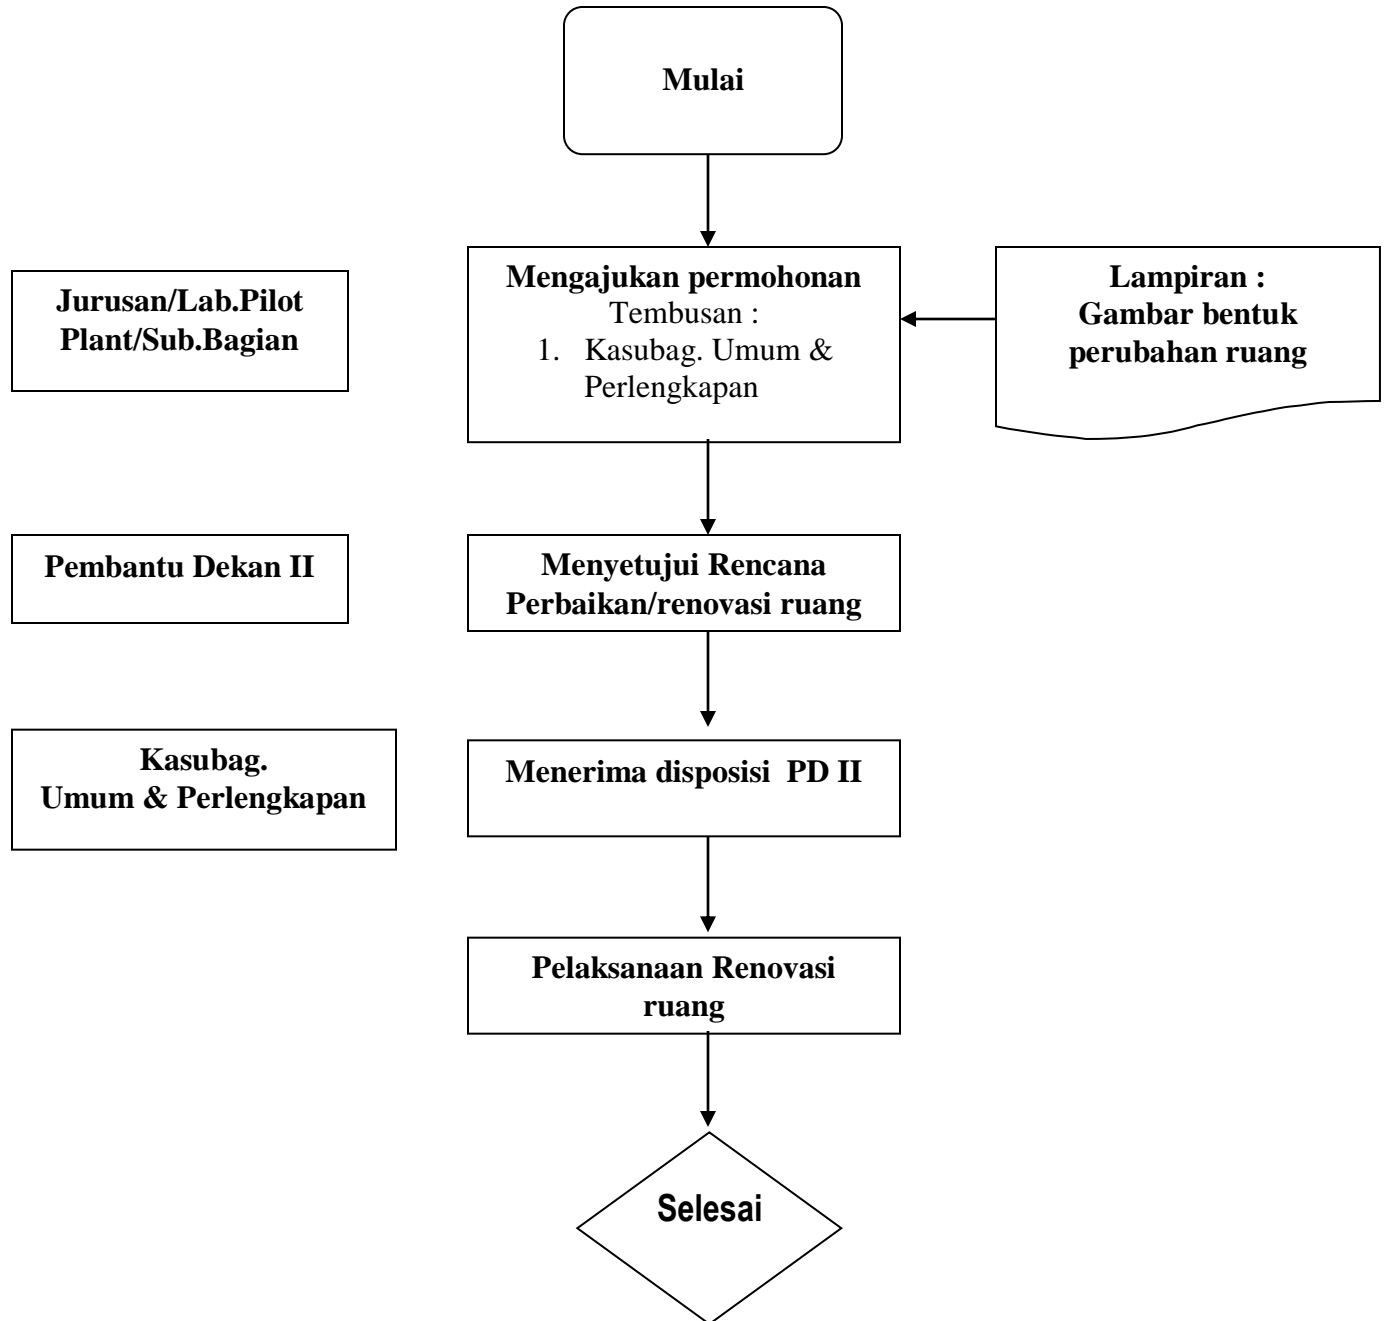 Mulai
Jurusan/Lab.Pilot
Plant/Sub.Bagian
Mengajukan permohonan
Tembusan :
1. Kasubag. Umum &
Perlengkapan
Lampiran :
Gambar bentuk
perubahan ruang
Pembantu Dekan II
Menyetujui Rencana
Perbaikan/renovasi ruang
Kasubag.
Umum & Perlengkapan
Menerima disposisi PD II
Pelaksanaan Renovasi
ruang
Selesai